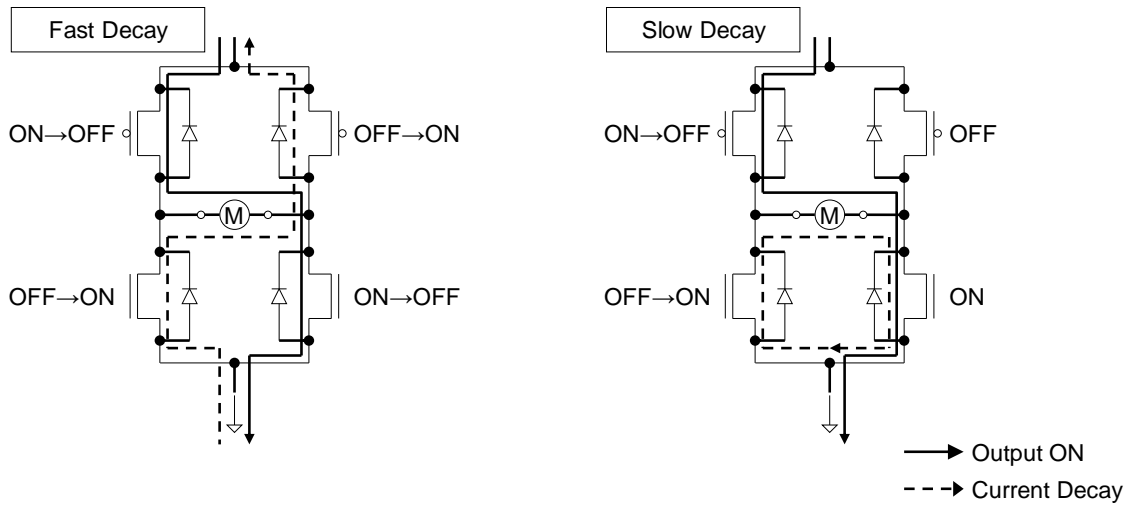 Fast Decay
Slow Decay
ON→OFF
OFF→ON
ON→OFF
OFF
M
M
OFF→ON
ON→OFF
OFF→ON
ON
Output ON
Current Decay